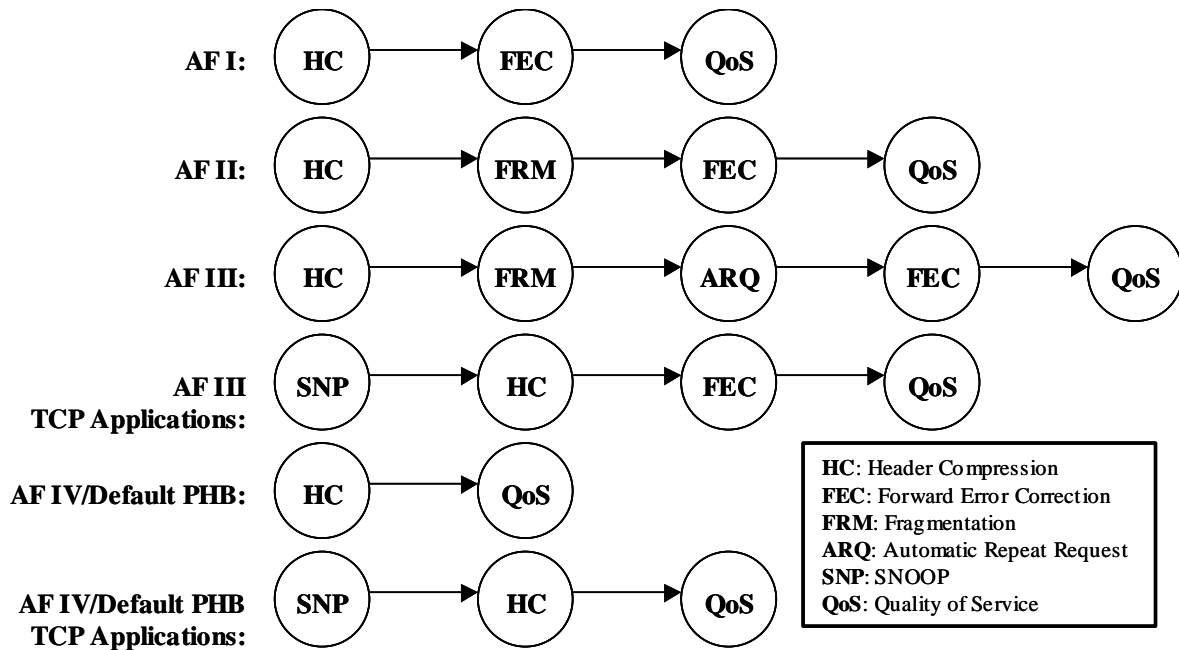 AF I: HC FEC QoS
AF II: HC FRM FEC QoS
AF III: HC FRM ARQ FEC QoS
AF III SNP HC FEC QoS
TCP Applications:
AF IV/Default PHB: HC QoS
AF IV/Default PHB SNP HC QoS
TCP Applications:
HC: Header Compression
FEC: Forward Error Correction
FRM: Fragmentation
ARQ: Automatic Repeat Request
SNP: SNOOP
QoS: Quality of Service